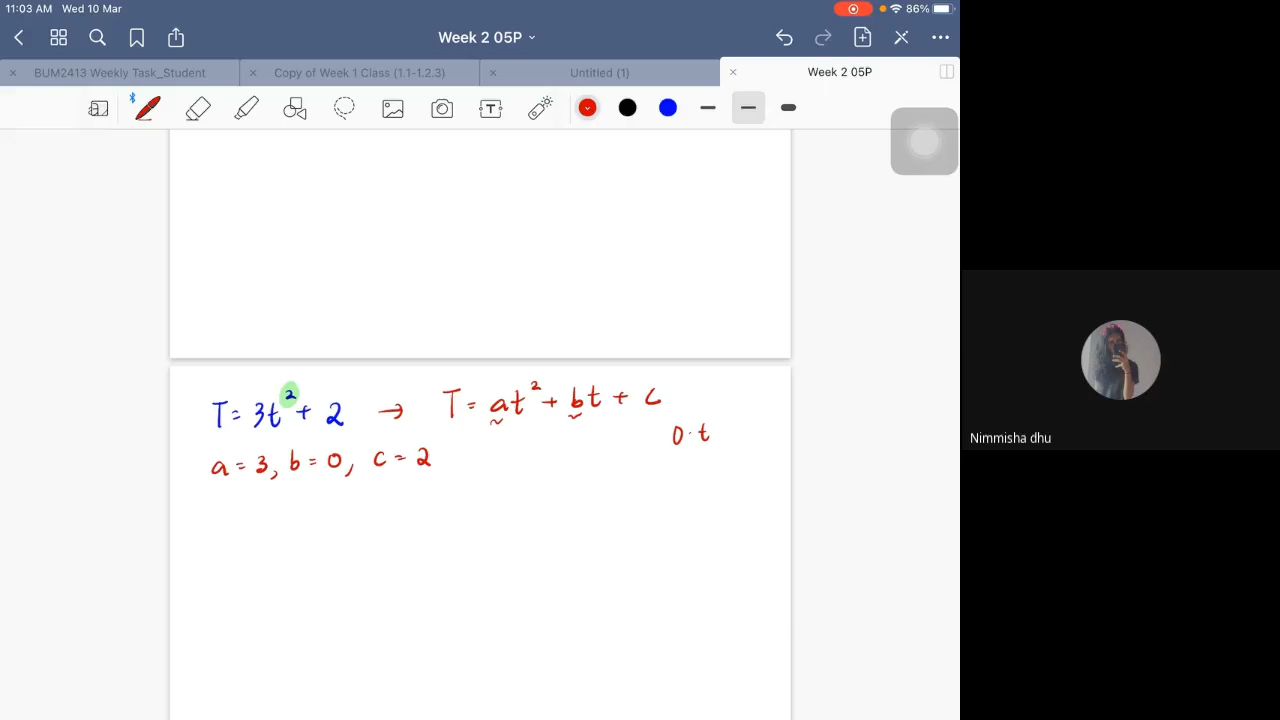 11:03 AM Wed 10 Mar
86%
Week 2 05P
BUM2413 Weekly Task_Student
Copy of Week 1 Class (1.1-1.2.3)
Untitled (1)
Week 2 05P
T = 3t² + 2 → T = at² + bt + c
0·t
a = 3, b = 0, c = 2
Nimmisha dhu